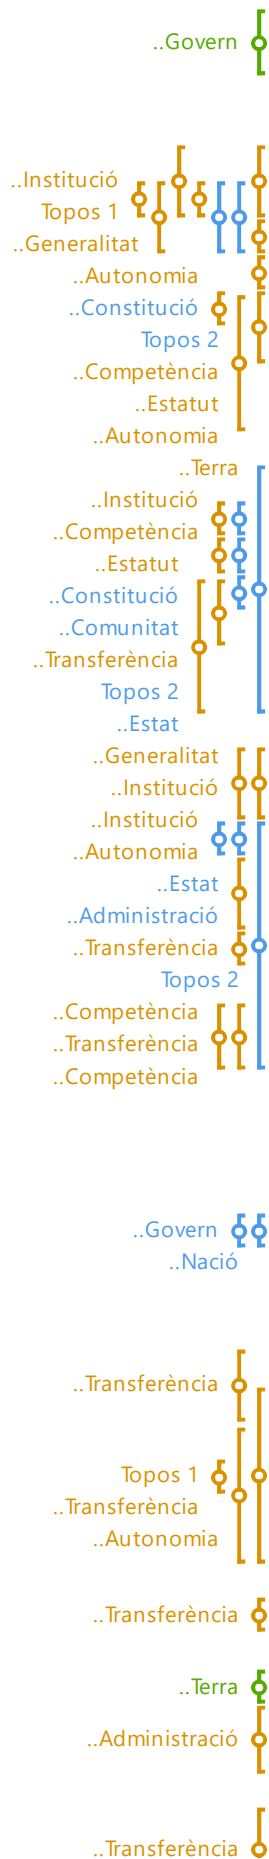 ..Govern
..Institució
Topos 1
..Generalitat
..Autonomia
..Constitució
Topos 2
..Competència
..Estatut
..Autonomia
..Terra
..Institució
..Competència
..Estatut
..Constitució
..Comunitat
..Transferència
Topos 2
..Estat
..Generalitat
..Institució
..Institució
..Autonomia
..Estat
..Administració
..Transferència
Topos 2
..Competència
..Transferència
..Competència
..Govern
..Nació
..Transferència
Topos 1
..Transferència
..Autonomia
..Transferència
..Terra
..Administració
..Transferència